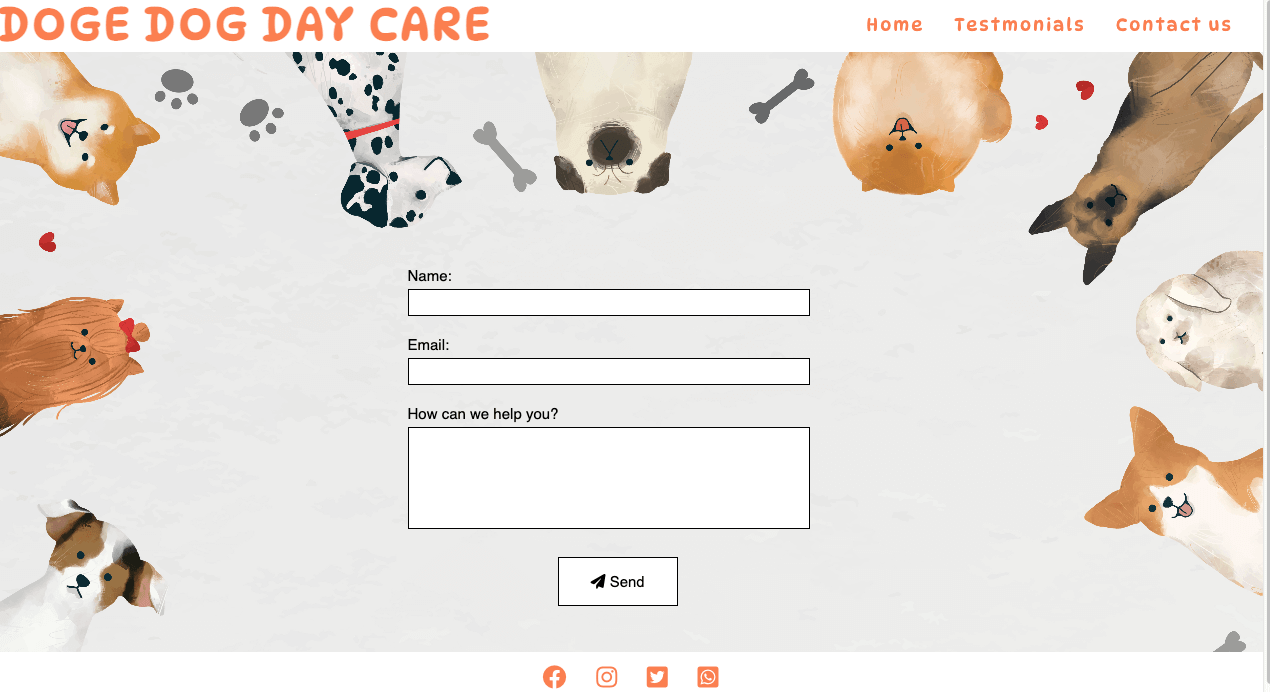 DOGE DOG DAY CARE
Home Testmonials Contact us
Name:
Email:
How can we help you?
Send